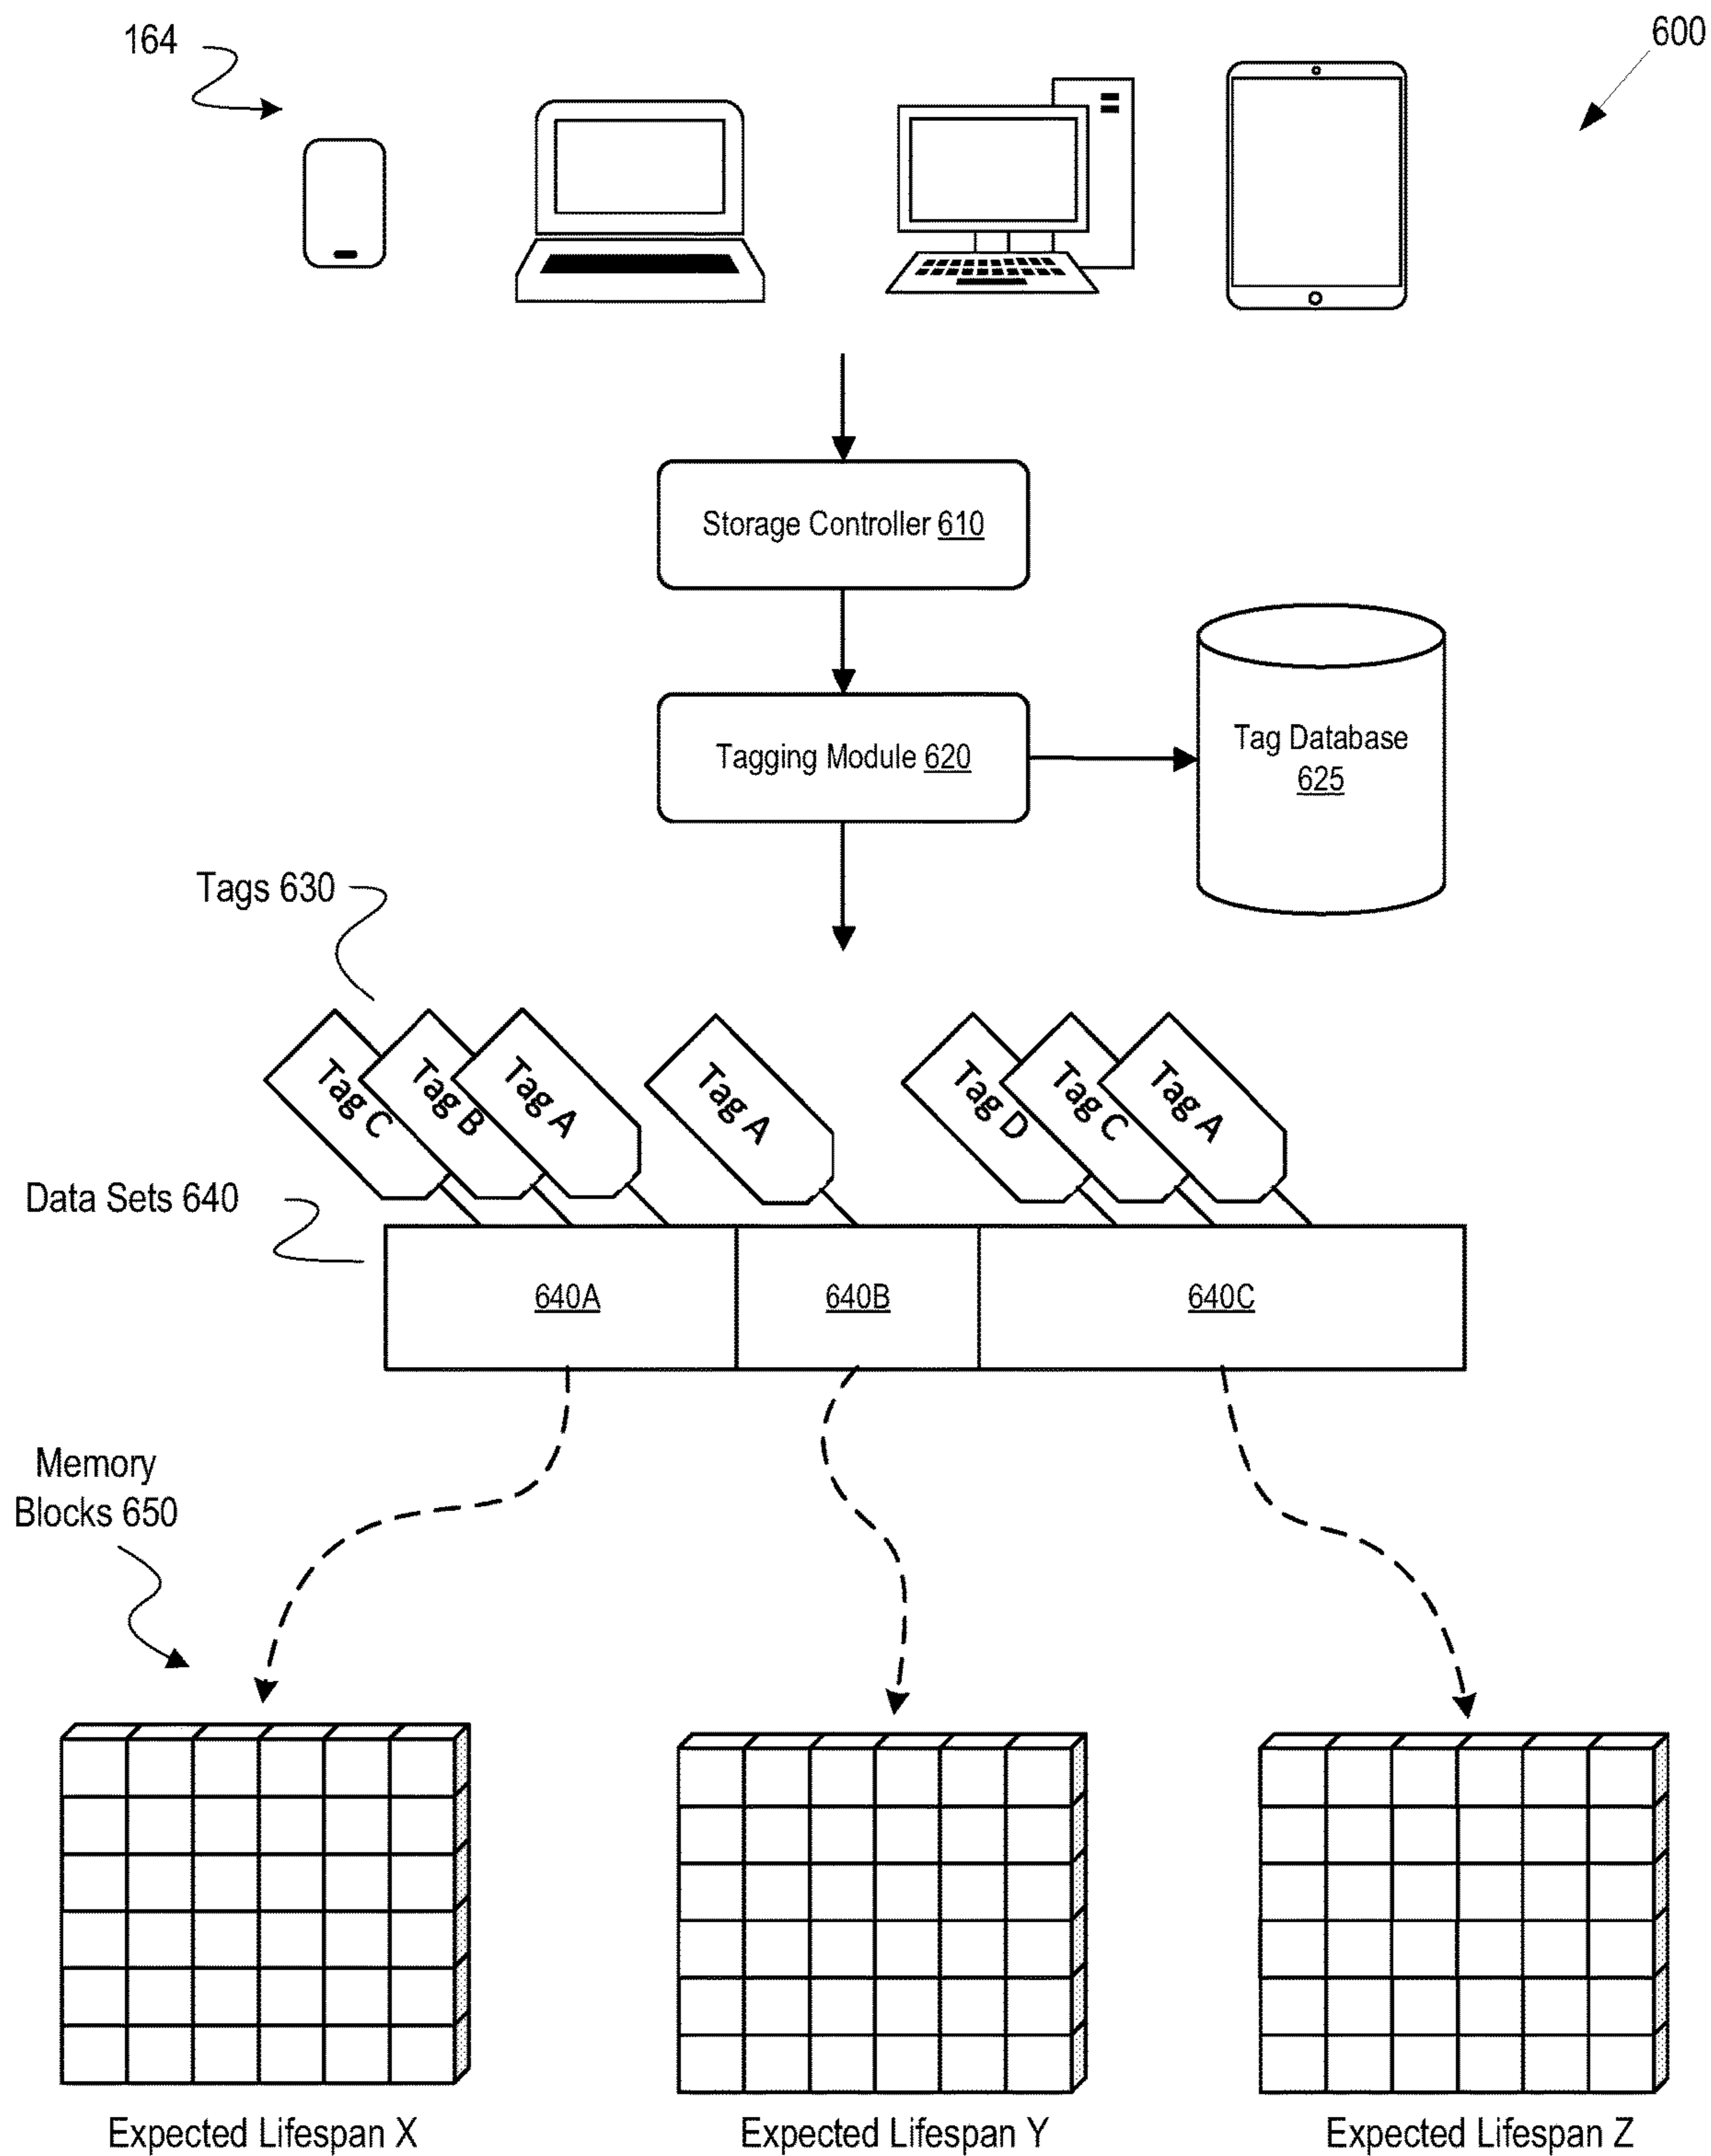 164
600
Storage Controller 610
Tagging Module 620
Tag Database
625
Tags 630
Tag C
Tag B
Tag A
Tag A
Tag D
Tag C
Tag A
Data Sets 640
640A
640B
640C
Memory
Blocks 650
Expected Lifespan X
Expected Lifespan Y
Expected Lifespan Z